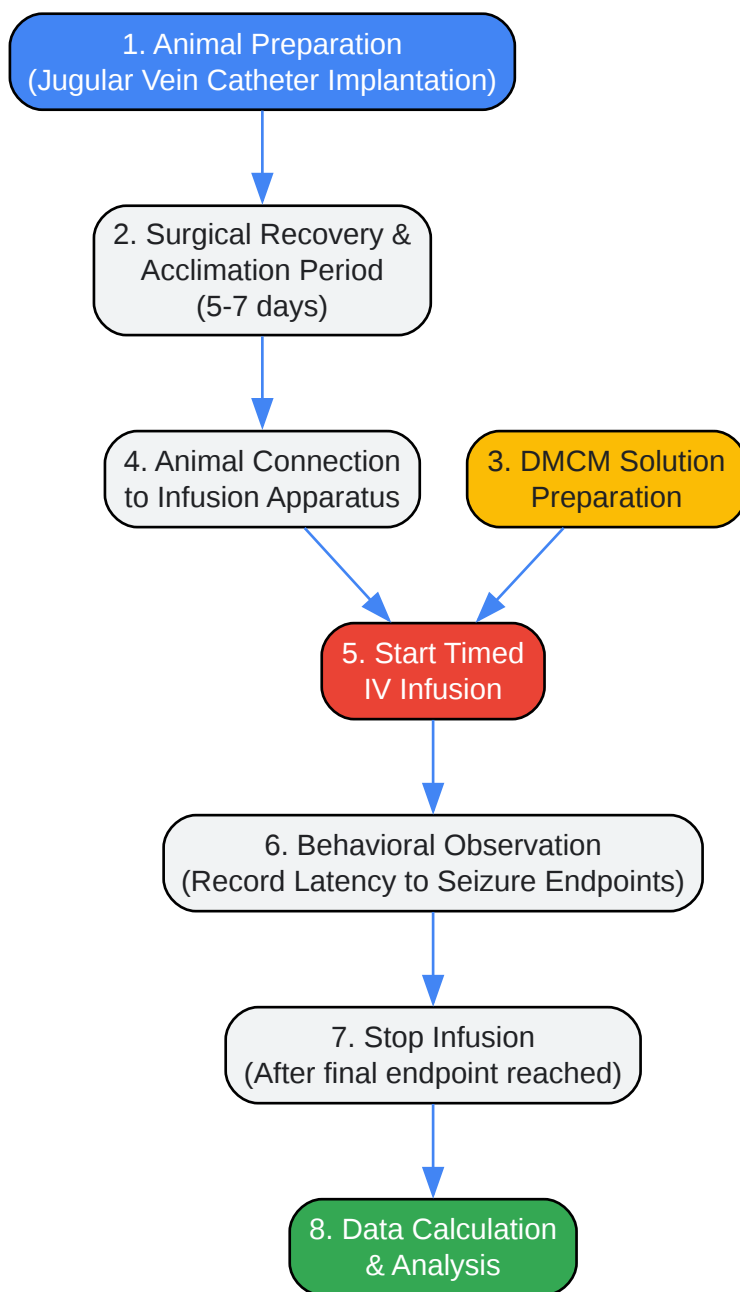 1. Animal Preparation
(Jugular Vein Catheter Implantation)
2. Surgical Recovery &
Acclimation Period
(5-7 days)
4. Animal Connection
to Infusion Apparatus
3. DMCM Solution
Preparation
5. Start Timed
IV Infusion
6. Behavioral Observation
(Record Latency to Seizure Endpoints)
7. Stop Infusion
(After final endpoint reached)
8. Data Calculation
& Analysis